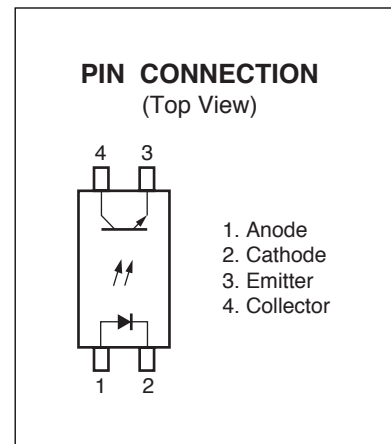 PIN CONNECTION
(Top View)
4 3
1. Anode
2. Cathode
3. Emitter
4. Collector
1 2